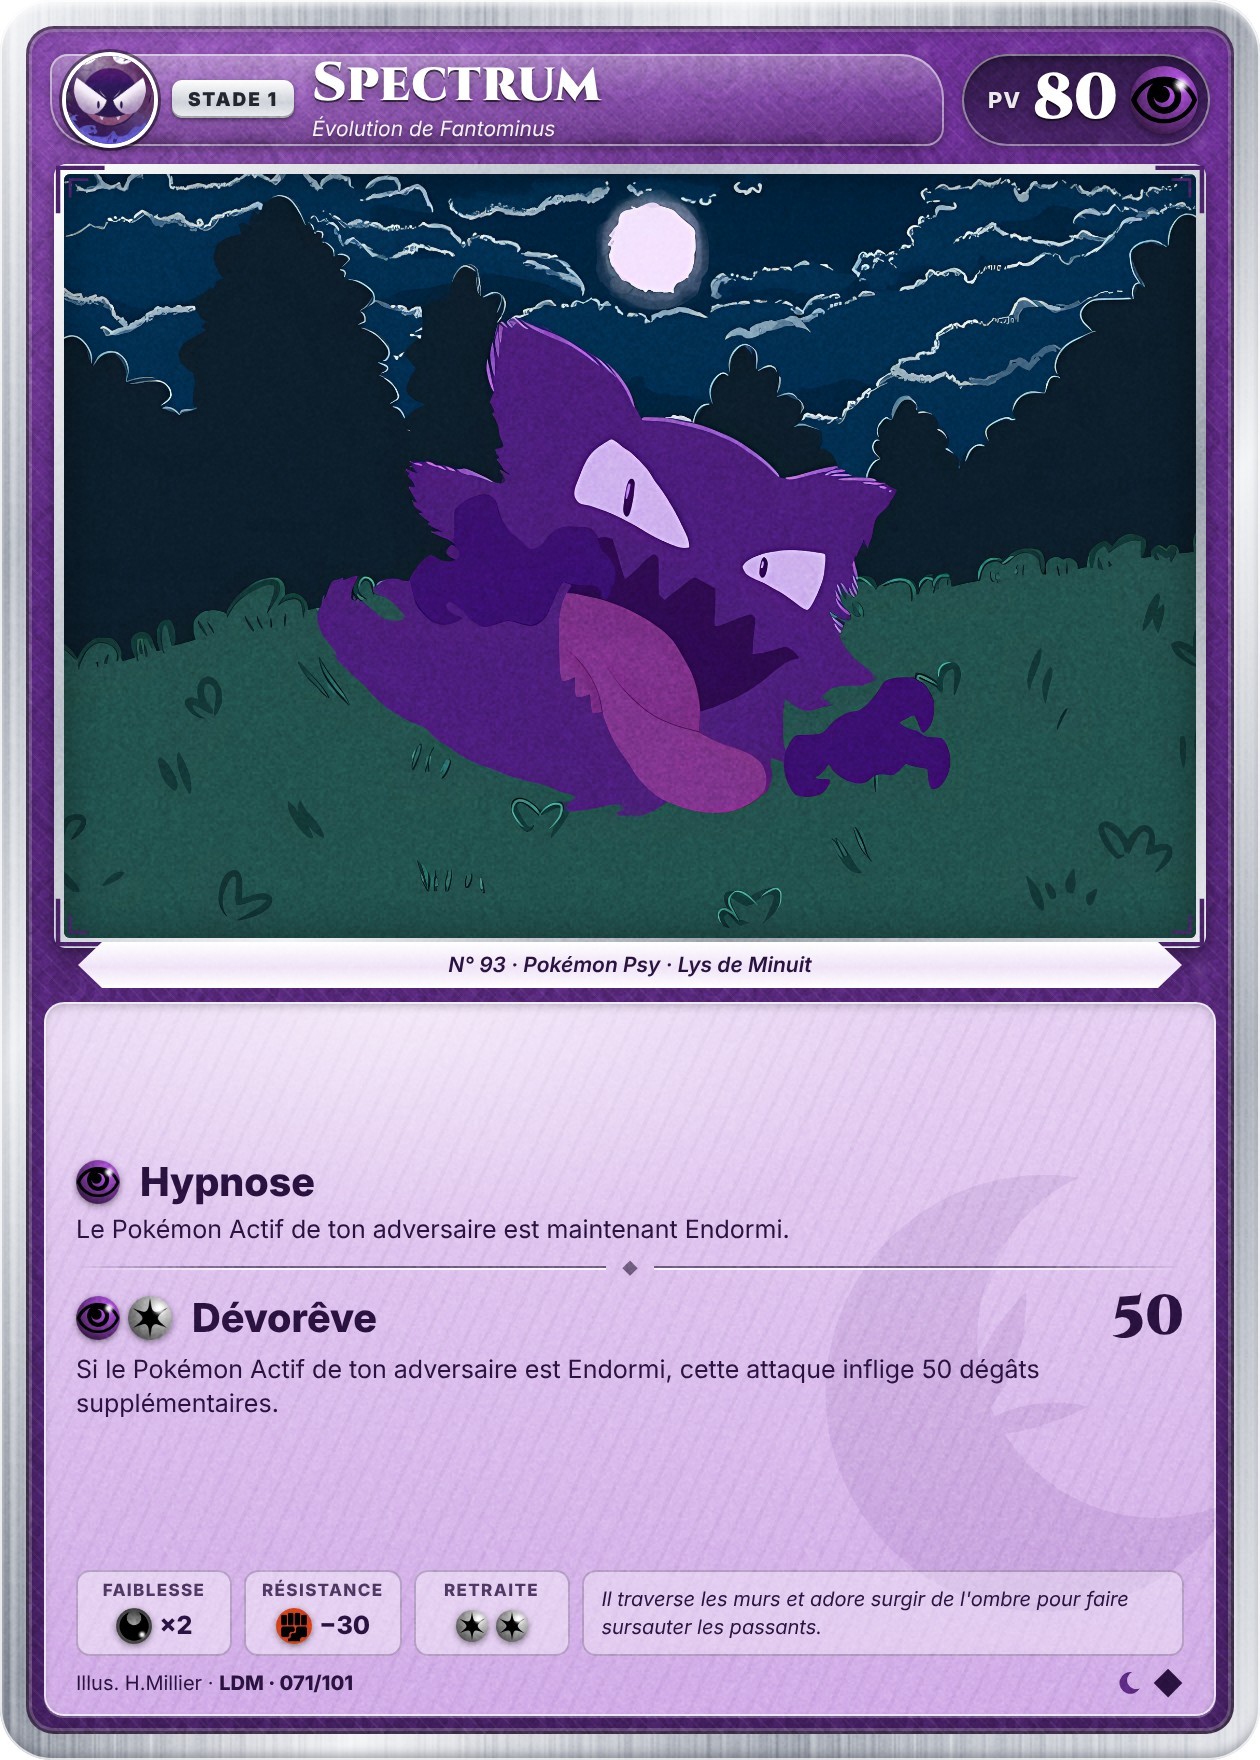 STADE 1
Spectrum
Évolution de Fantominus
PV 80
N° 93 · Pokémon Psy · Lys de Minuit
Hypnose
Le Pokémon Actif de ton adversaire est maintenant Endormi.
Dévorêve 50
Si le Pokémon Actif de ton adversaire est Endormi, cette attaque inflige 50 dégâts
supplémentaires.
FAIBLESSE
×2
RÉSISTANCE
−30
RETRAITE
Il traverse les murs et adore surgir de l'ombre pour faire
sursauter les passants.
Illus. H.Millier · LDM · 071/101